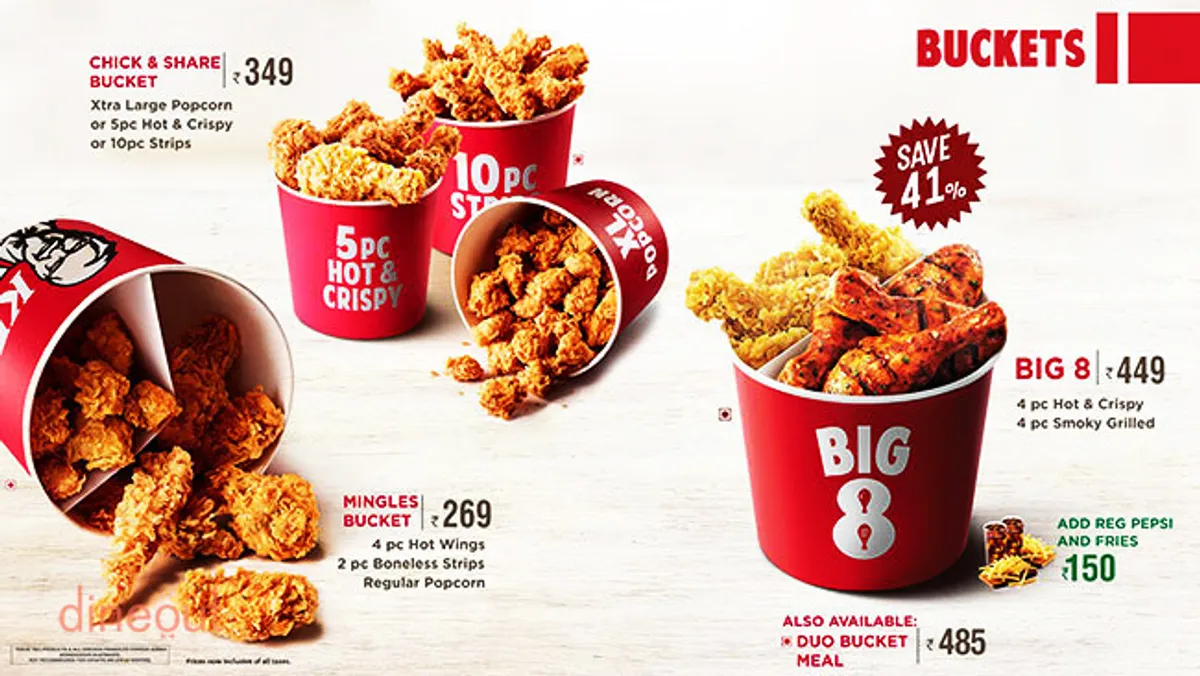 BUCKETS
CHICK & SHARE
BUCKET
₹349
Xtra Large Popcorn
or 5pc Hot & Crispy
or 10pc Strips
10PC
5PC
HOT &
CRISPY
XL
POPCORN
SAVE
41%
BIG 8
₹449
4 pc Hot & Crispy
4 pc Smoky Grilled
BIG
8
MINGLES
BUCKET
₹269
4 pc Hot Wings
2 pc Boneless Strips
Regular Popcorn
ADD REG PEPSI
AND FRIES
₹150
ALSO AVAILABLE:
DUO BUCKET
MEAL
₹485
dineout
Prices now inclusive of all taxes.